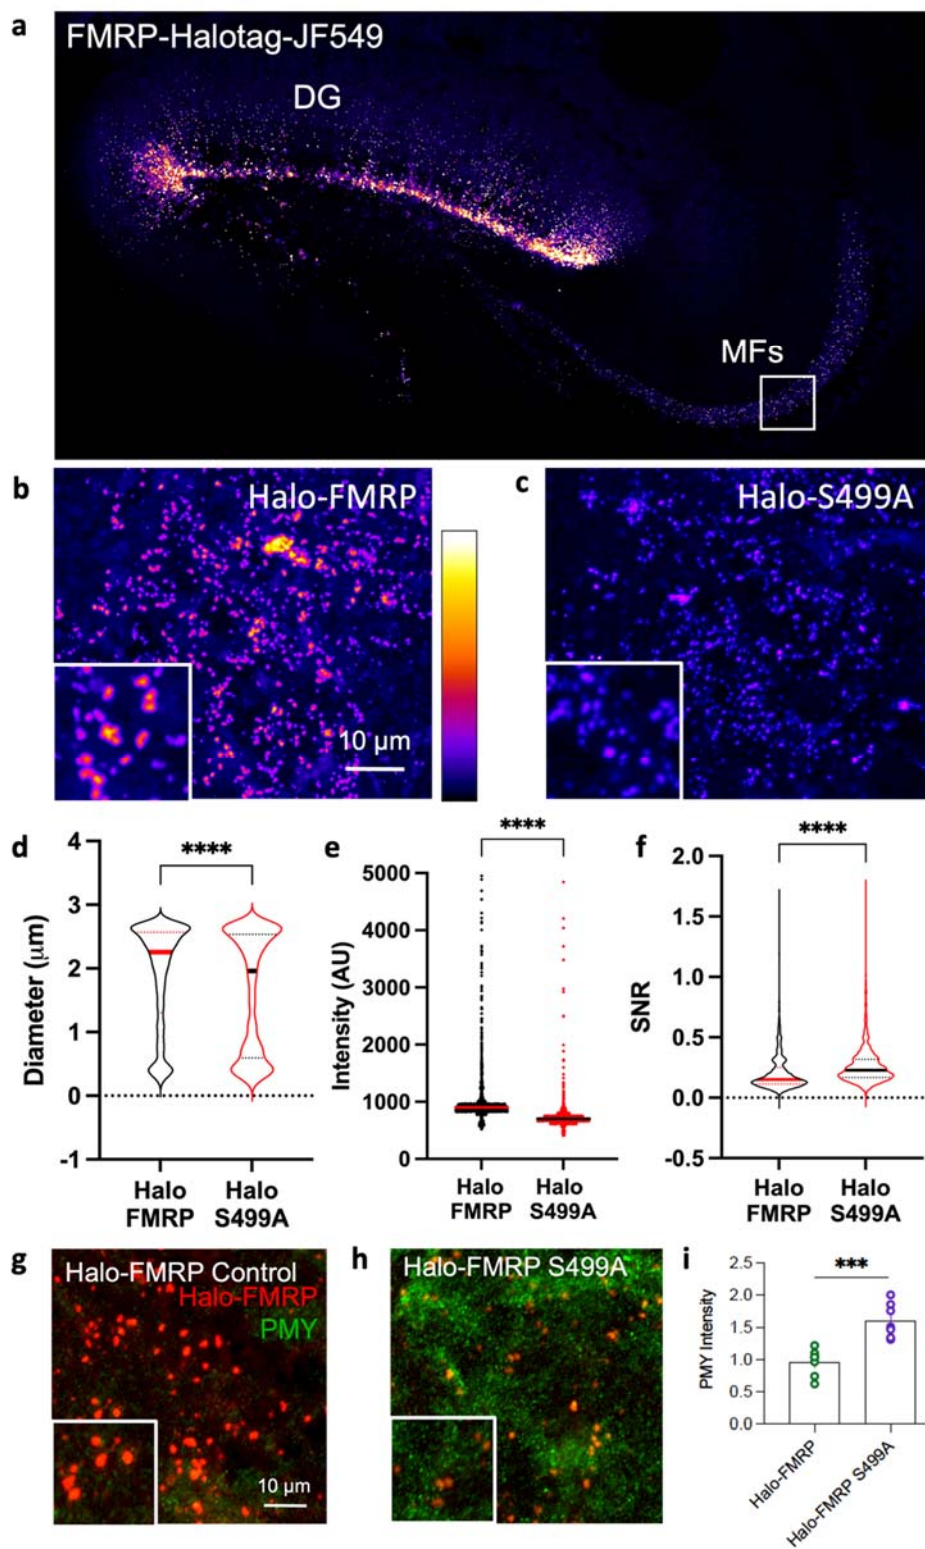 a
FMRP-Halotag-JF549
DG
MFs
b
Halo-FMRP
10 µm
c
Halo-S499A
d
****
Diameter (µm)
4
3
2
1
0
-1
Halo
FMRP
Halo
S499A
e
****
Intensity (AU)
5000
4000
3000
2000
1000
0
Halo
FMRP
Halo
S499A
f
****
SNR
2.0
1.5
1.0
0.5
0.0
-0.5
Halo
FMRP
Halo
S499A
g
Halo-FMRP Control
Halo-FMRP
PMY
10 µm
h
Halo-FMRP S499A
i
***
PMY Intensity
2.5
2.0
1.5
1.0
0.5
0.0
Halo-FMRP
Halo-FMRP S499A